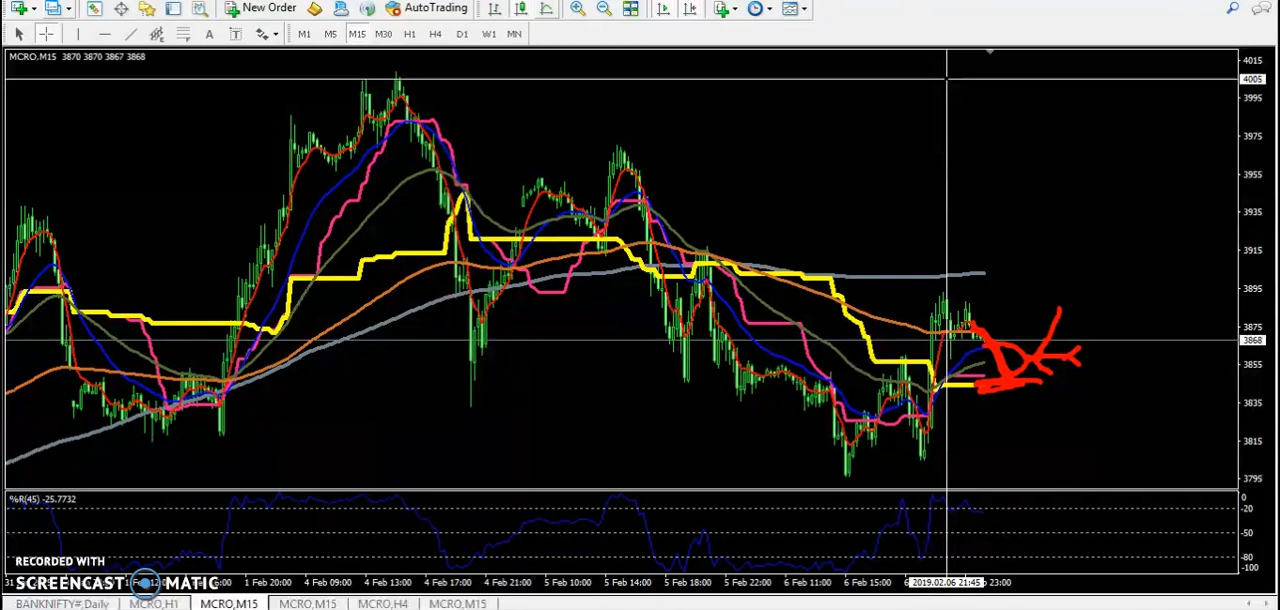 New Order AutoTrading
A T M1 M5 M15 M30 H1 H4 D1 W1 MN
MCRO,M15 3870 3870 3867 3868
4015
4005
3995
3975
3955
3935
3915
3895
3875
3868
3855
3835
3815
3795
%R(45) -25.7732
0
-20
-50
-80
-100
RECORDED WITH
SCREENCAST MATIC
1 Feb 20:00 4 Feb 09:00 4 Feb 13:00 4 Feb 17:00 4 Feb 21:00 5 Feb 10:00 5 Feb 14:00 5 Feb 18:00 5 Feb 22:00 6 Feb 11:00 6 Feb 15:00 2019.02.06 21:45 23:00
BANKNIFTY#,Daily MCRO,H1 MCRO,M15 MCRO,M15 MCRO,H4 MCRO,M15